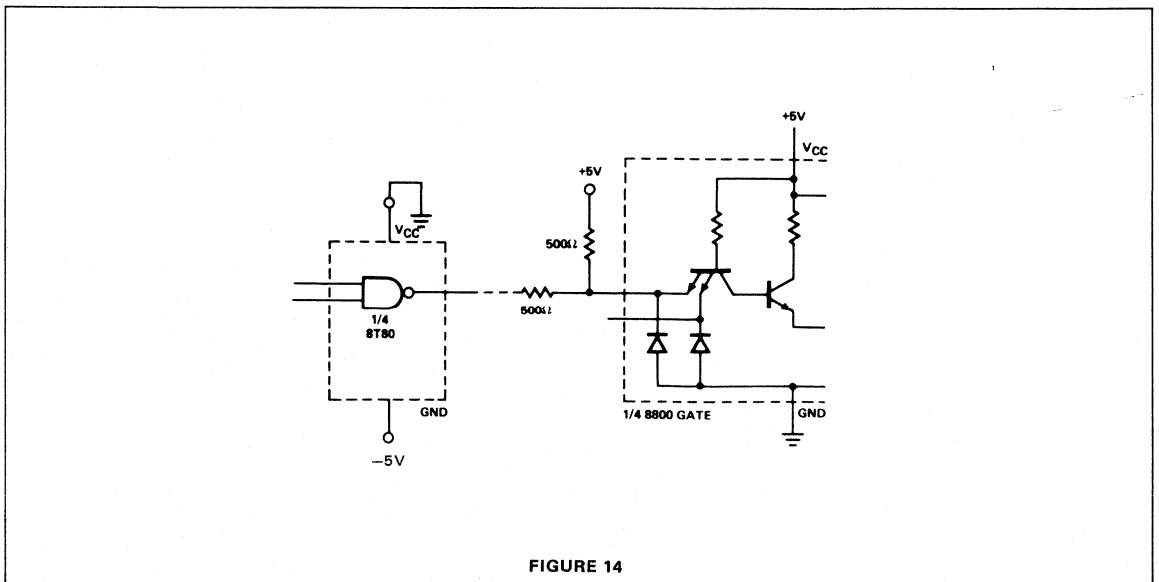 +5V
VCC
+5V
VCC
500Ω
500Ω
1/4
8T80
GND
1/4 8800 GATE
GND
−5V
FIGURE 14